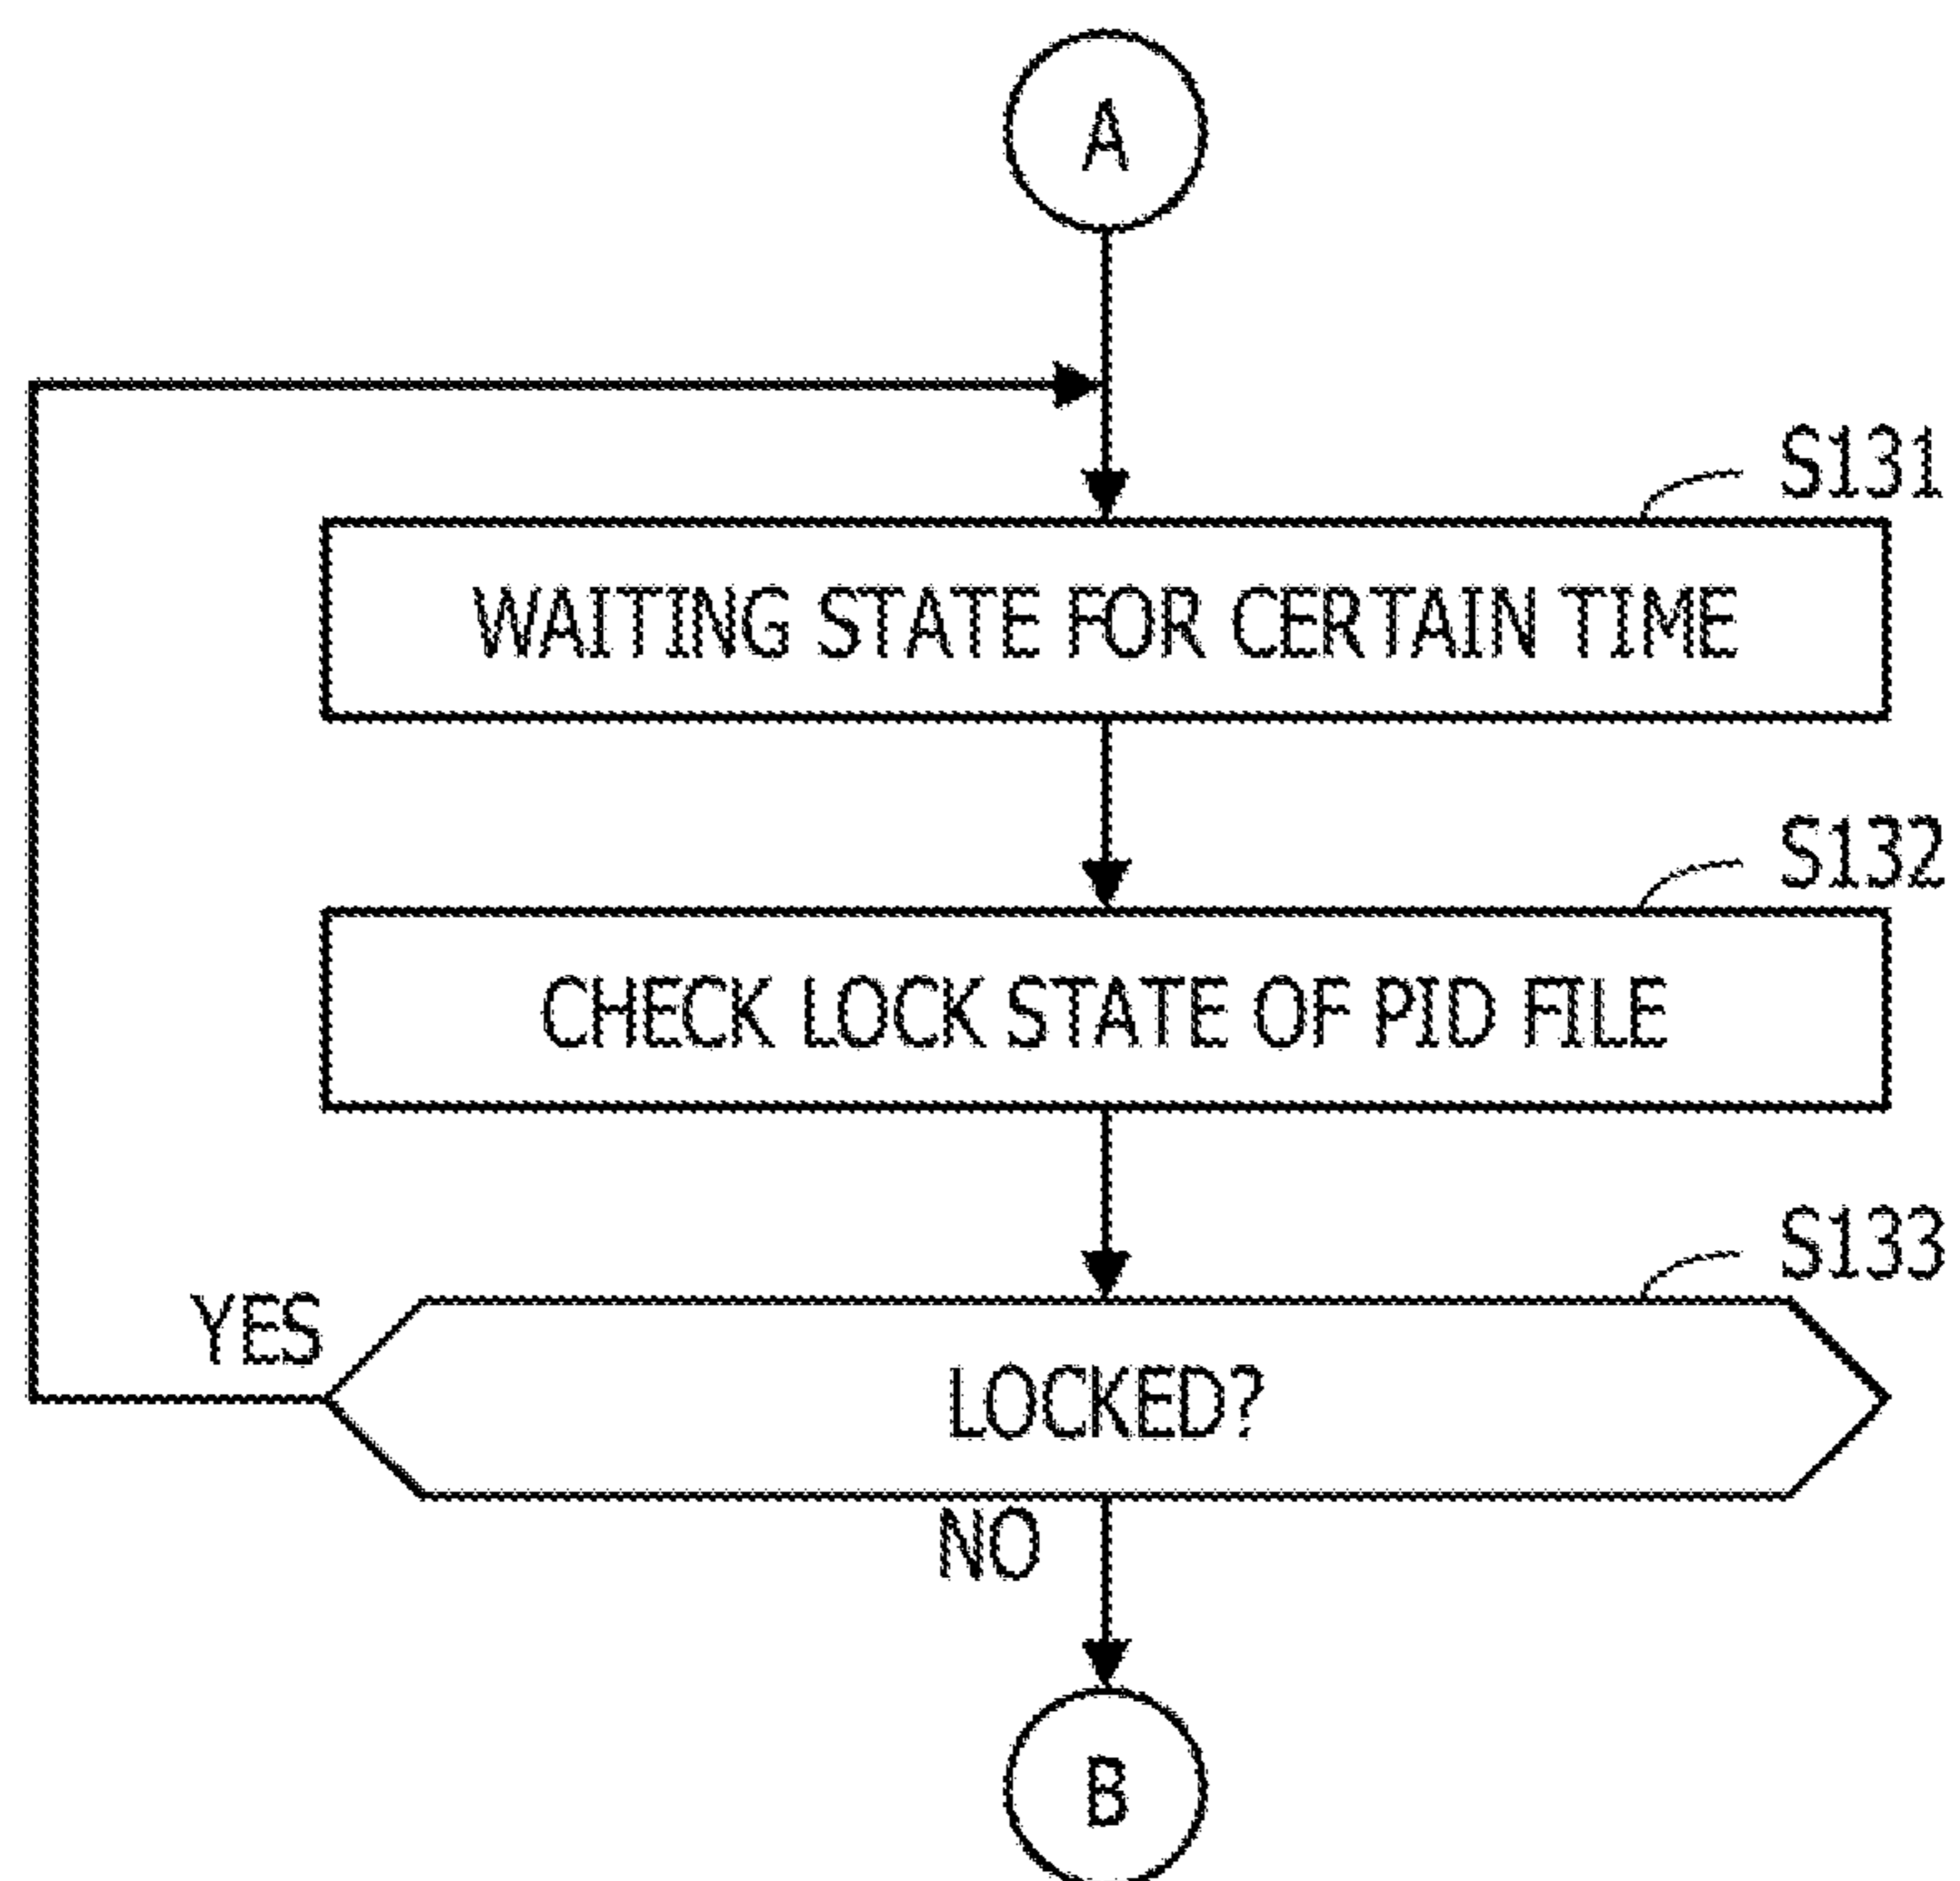 A
S131
WAITING STATE FOR CERTAIN TIME
S132
CHECK LOCK STATE OF PID FILE
S133
YES
LOCKED?
NO
B